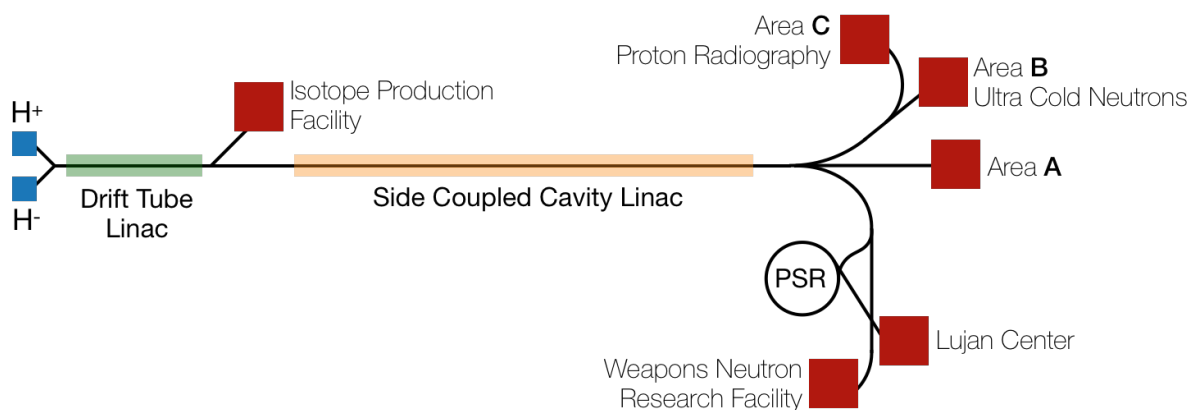 Area C
Proton Radiography
Area B
Ultra Cold Neutrons
Isotope Production
Facility
H+
H-
Drift Tube
Linac
Side Coupled Cavity Linac
Area A
PSR
Lujan Center
Weapons Neutron
Research Facility